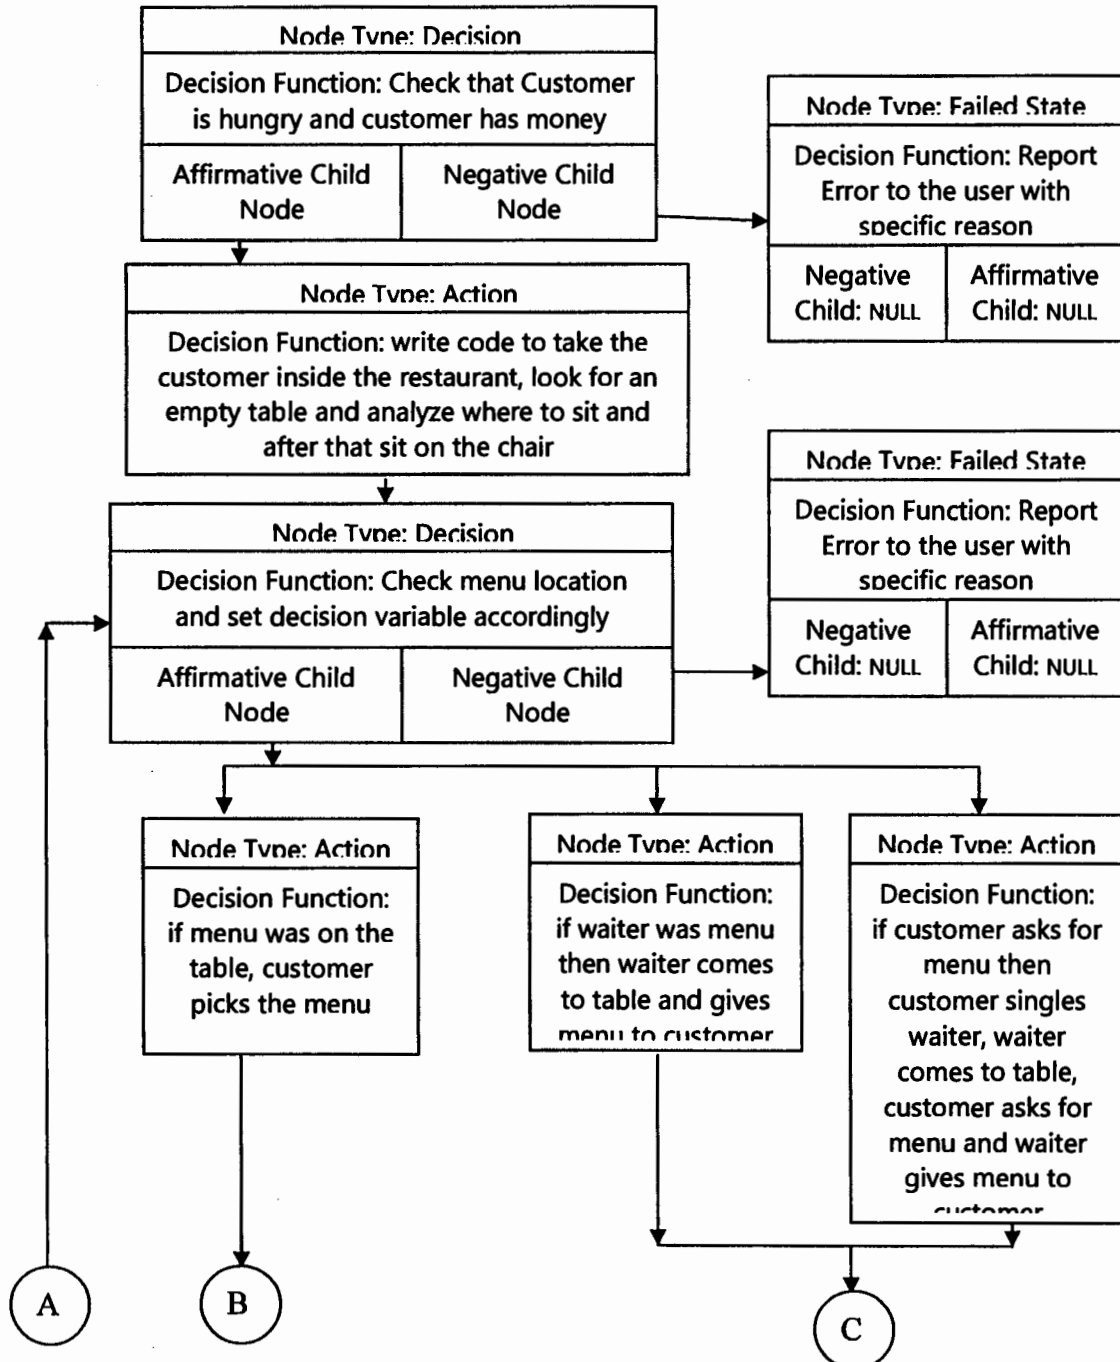 Node Type: Decision
Decision Function: Check that Customer
is hungry and customer has money
Affirmative Child
Node
Negative Child
Node
Node Type: Failed State
Decision Function: Report
Error to the user with
specific reason
Negative
Child: NULL
Affirmative
Child: NULL
Node Type: Action
Decision Function: write code to take the
customer inside the restaurant, look for an
empty table and analyze where to sit and
after that sit on the chair
Node Type: Failed State
Decision Function: Report
Error to the user with
specific reason
Negative
Child: NULL
Affirmative
Child: NULL
Node Type: Decision
Decision Function: Check menu location
and set decision variable accordingly
Affirmative Child
Node
Negative Child
Node
Node Type: Action
Decision Function:
if menu was on the
table, customer
picks the menu
Node Type: Action
Decision Function:
if waiter was menu
then waiter comes
to table and gives
menu to customer
Node Type: Action
Decision Function:
if customer asks for
menu then
customer singles
waiter, waiter
comes to table,
customer asks for
menu and waiter
gives menu to
customer
A
B
C